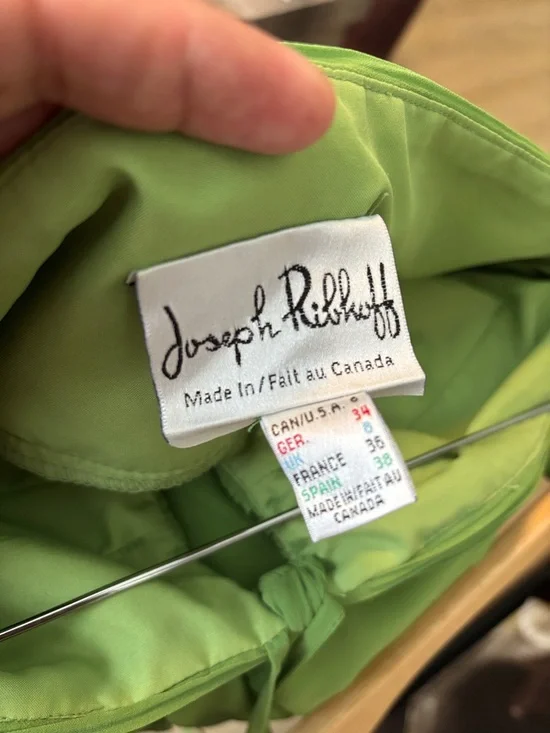 Joseph Ribkoff
Made In/Fait au Canada
CAN/U.S.A. 6
GER. 34
UK 8
FRANCE 36
SPAIN 38
MADE IN/FAIT AU
CANADA